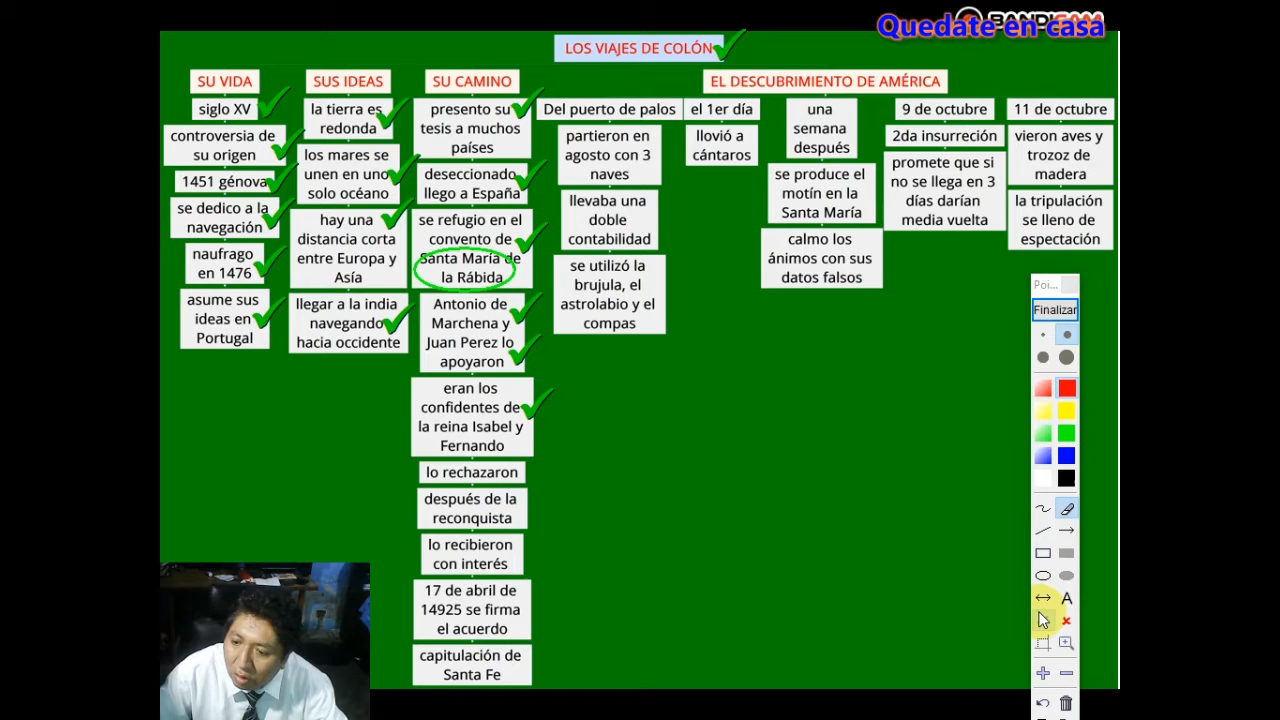 BANDICAM
Quedate en casa
LOS VIAJES DE COLÓN
SU VIDA
siglo XV
controversia de
su origen
1451 génova
se dedico a la
navegación
naufrago
en 1476
asume sus
ideas en
Portugal
SUS IDEAS
la tierra es
redonda
los mares se
unen en uno
solo océano
hay una
distancia corta
entre Europa y
Asía
llegar a la india
navegando
hacia occidente
SU CAMINO
presento su
tesis a muchos
países
deseccionado
llego a España
se refugio en el
convento de
Santa María de
la Rábida
Antonio de
Marchena y
Juan Perez lo
apoyaron
eran los
confidentes de
la reina Isabel y
Fernando
lo rechazaron
después de la
reconquista
lo recibieron
con interés
17 de abril de
14925 se firma
el acuerdo
capitulación de
Santa Fe
EL DESCUBRIMIENTO DE AMÉRICA
Del puerto de palos
partieron en
agosto con 3
naves
llevaba una
doble
contabilidad
se utilizó la
brujula, el
astrolabio y el
compas
el 1er día
llovió a
cántaros
una
semana
después
se produce el
motín en la
Santa María
calmo los
ánimos con sus
datos falsos
9 de octubre
2da insurreción
promete que si
no se llega en 3
días darían
media vuelta
11 de octubre
vieron aves y
trozoz de
madera
la tripulación
se lleno de
espectación
Poi...
Finalizar
A